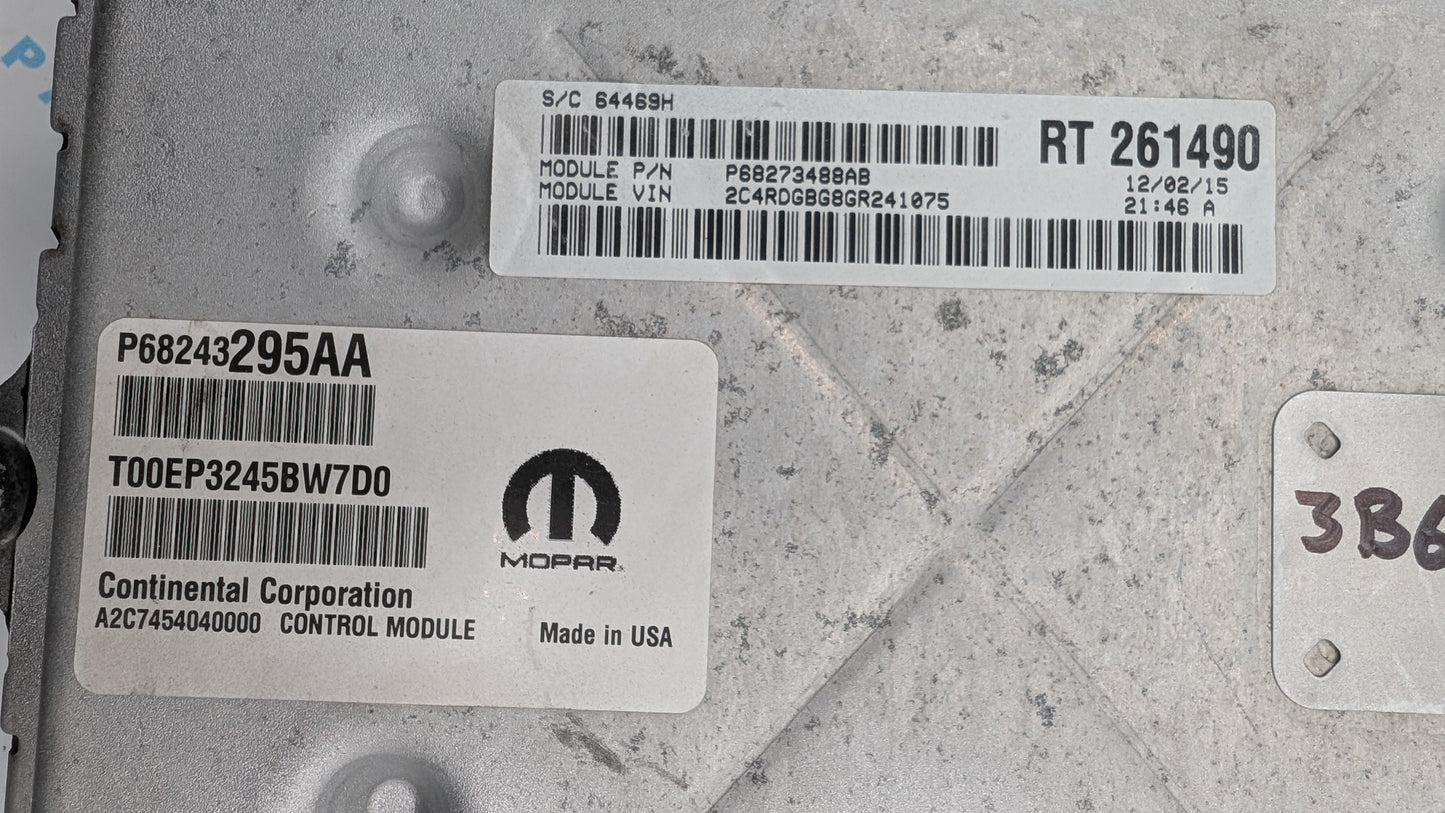 S/C 64469H
RT 261490
MODULE P/N P68273488AB
MODULE VIN 2C4RDGBG8GR241075
12/02/15
21:46 A
P68243295AA
T00EP3245BW7D0
MOPAR
Continental Corporation
A2C7454040000 CONTROL MODULE
Made in USA
3B6
P